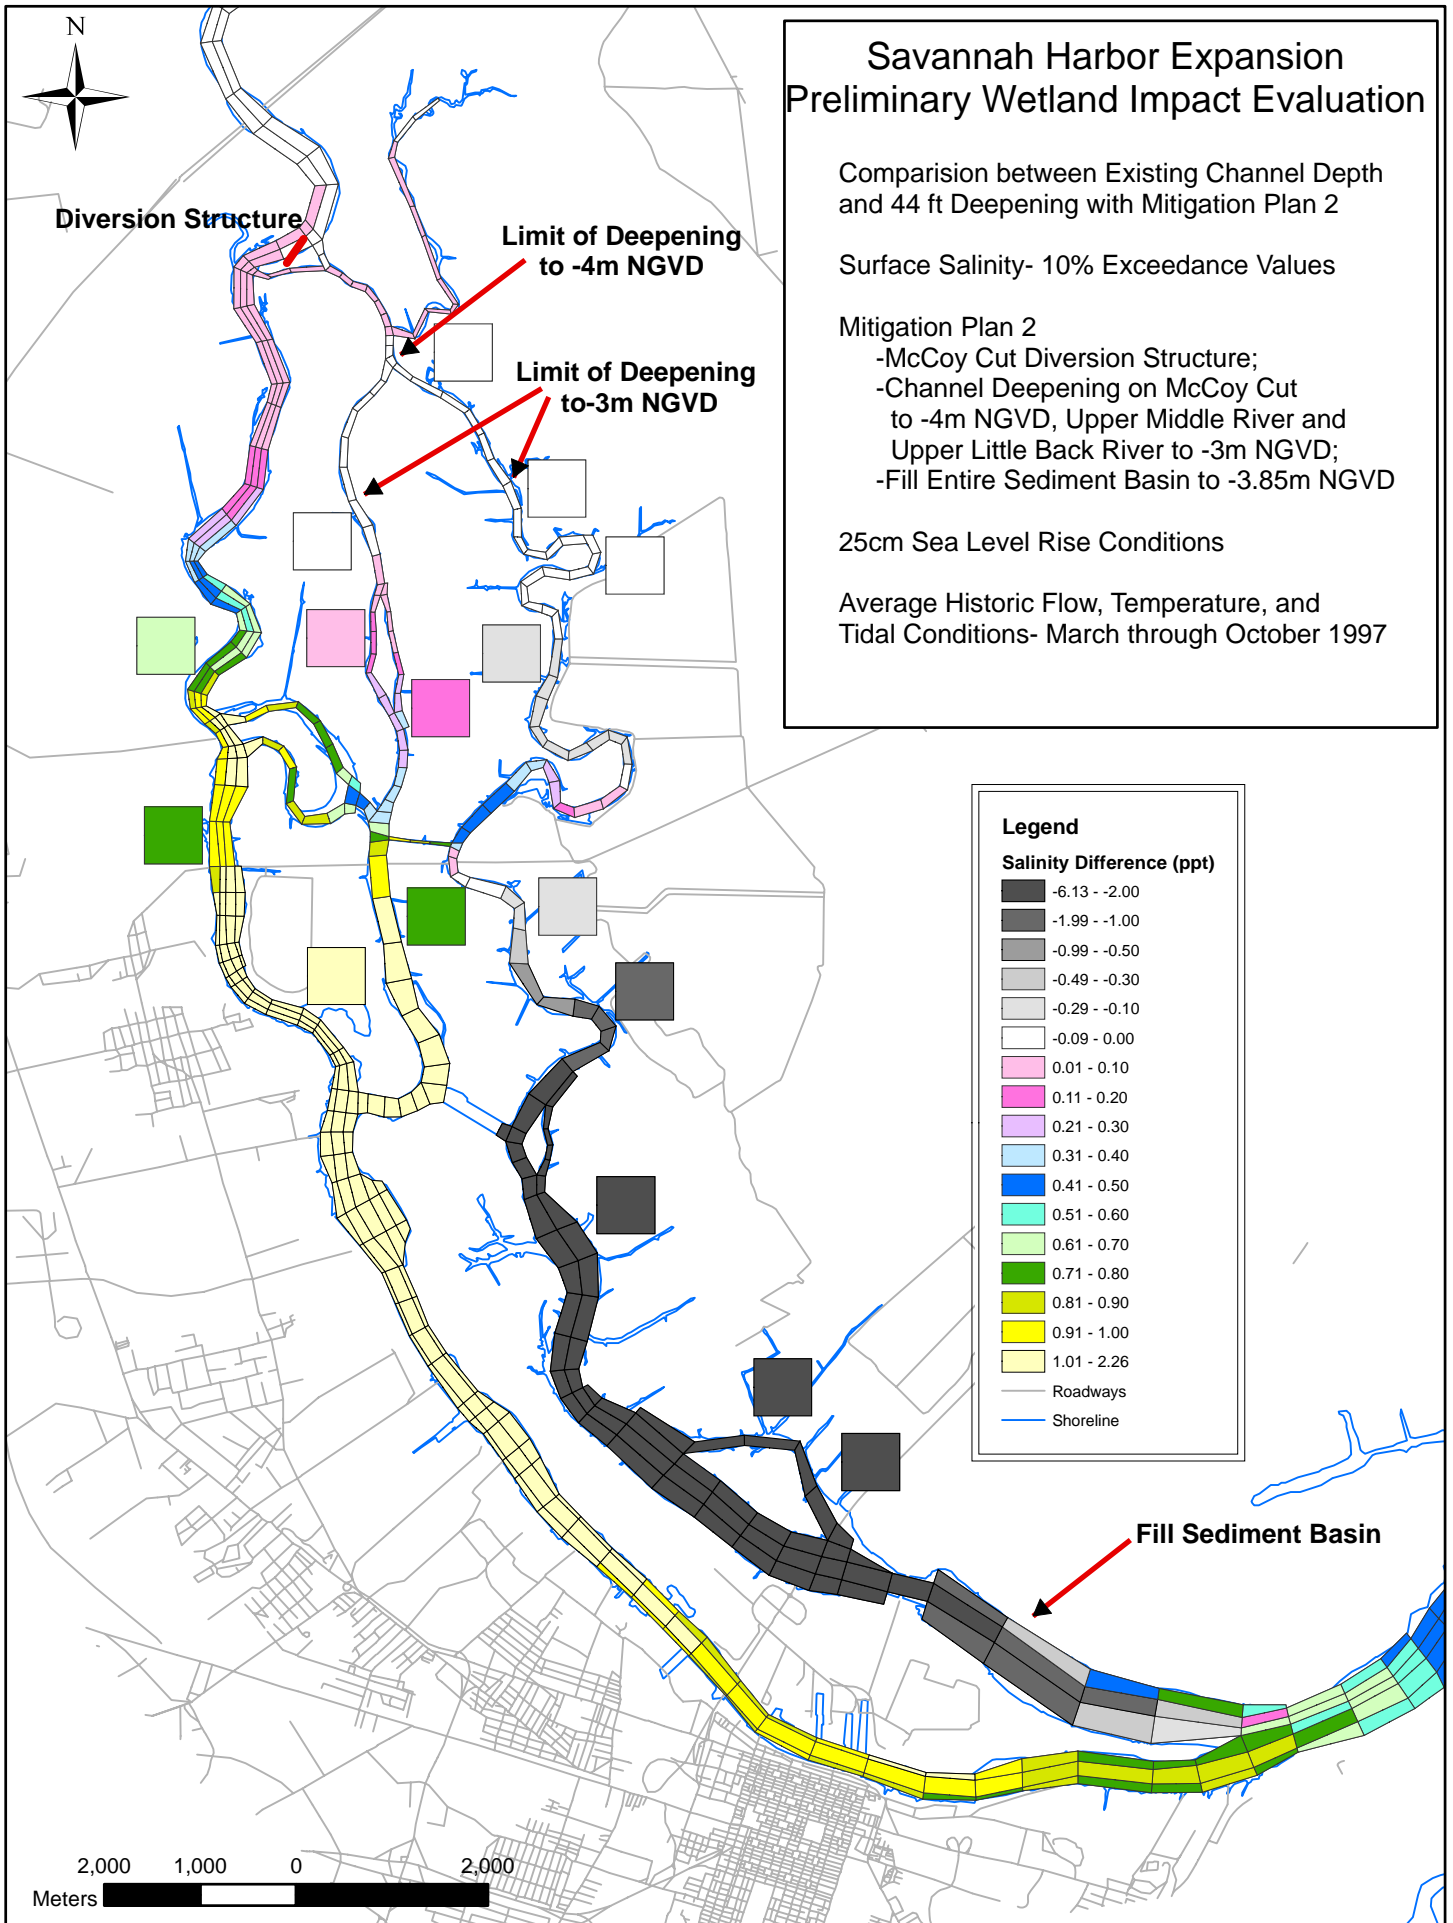 N
Savannah Harbor Expansion
Preliminary Wetland Impact Evaluation
Comparision between Existing Channel Depth
and 44 ft Deepening with Mitigation Plan 2
Surface Salinity- 10% Exceedance Values
Mitigation Plan 2
-McCoy Cut Diversion Structure;
-Channel Deepening on McCoy Cut
to -4m NGVD, Upper Middle River and
Upper Little Back River to -3m NGVD;
-Fill Entire Sediment Basin to -3.85m NGVD
25cm Sea Level Rise Conditions
Average Historic Flow, Temperature, and
Tidal Conditions- March through October 1997
Diversion Structure
Limit of Deepening
to -4m NGVD
Limit of Deepening
to-3m NGVD
Legend
Salinity Difference (ppt)
-6.13 - -2.00
-1.99 - -1.00
-0.99 - -0.50
-0.49 - -0.30
-0.29 - -0.10
-0.09 - 0.00
0.01 - 0.10
0.11 - 0.20
0.21 - 0.30
0.31 - 0.40
0.41 - 0.50
0.51 - 0.60
0.61 - 0.70
0.71 - 0.80
0.81 - 0.90
0.91 - 1.00
1.01 - 2.26
Roadways
Shoreline
Fill Sediment Basin
2,000 1,000 0 2,000
Meters